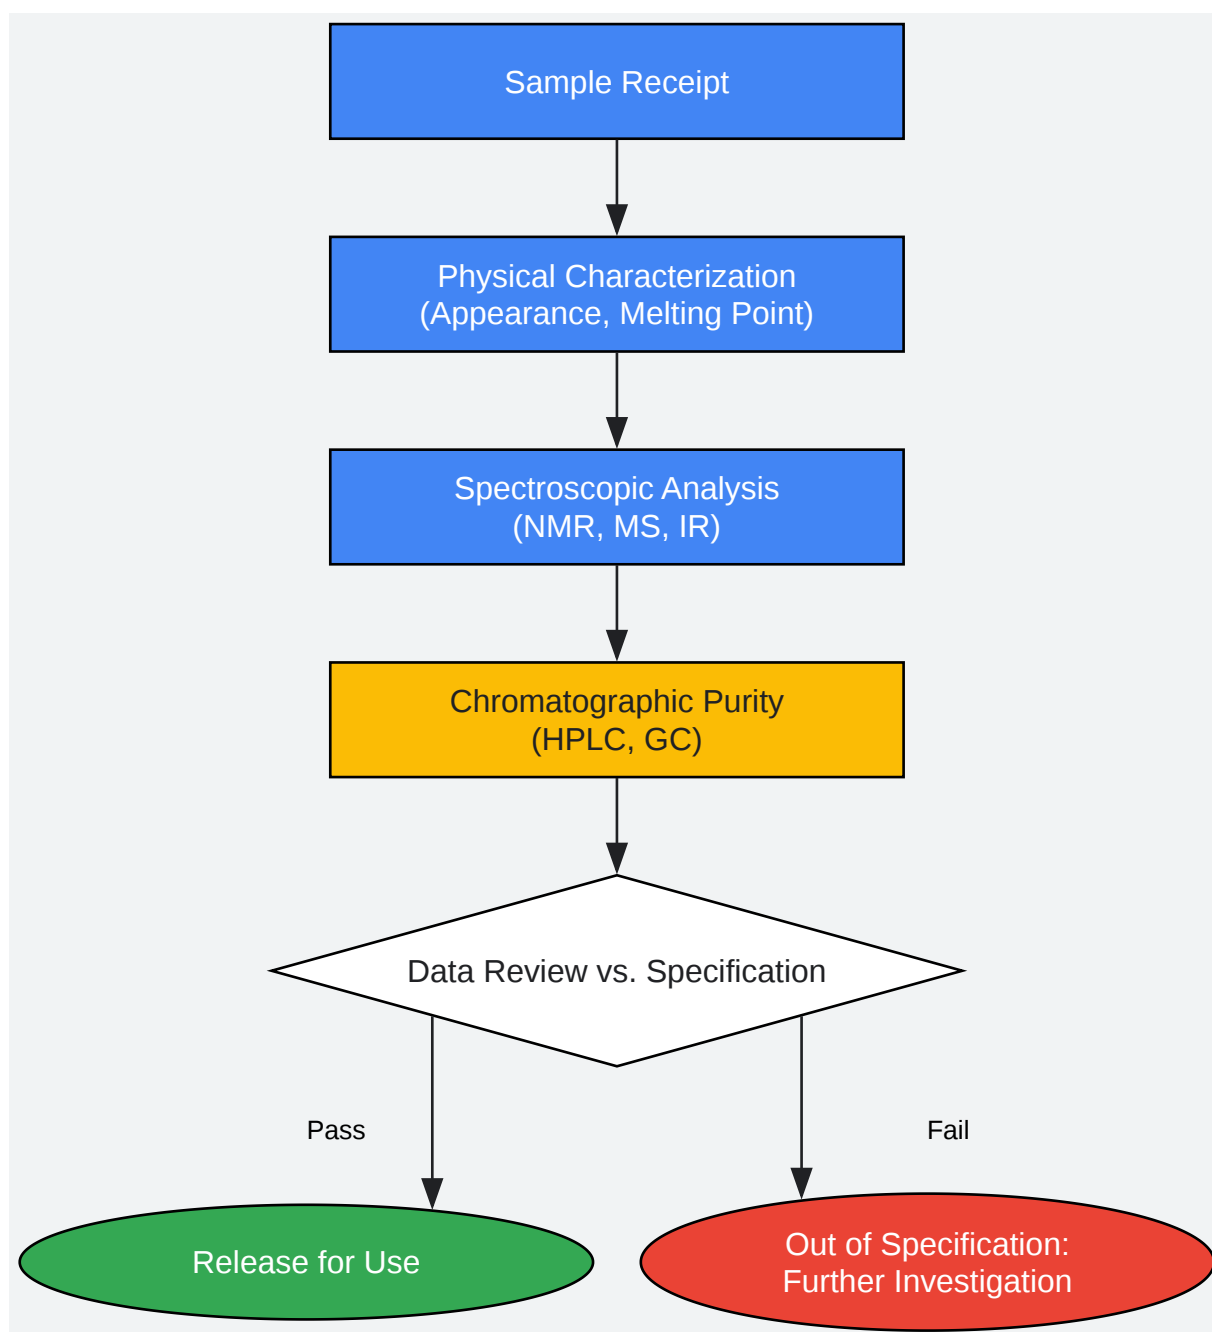 Sample Receipt
Physical Characterization
(Appearance, Melting Point)
Spectroscopic Analysis
(NMR, MS, IR)
Chromatographic Purity
(HPLC, GC)
Data Review vs. Specification
Pass
Fail
Release for Use
Out of Specification:
Further Investigation